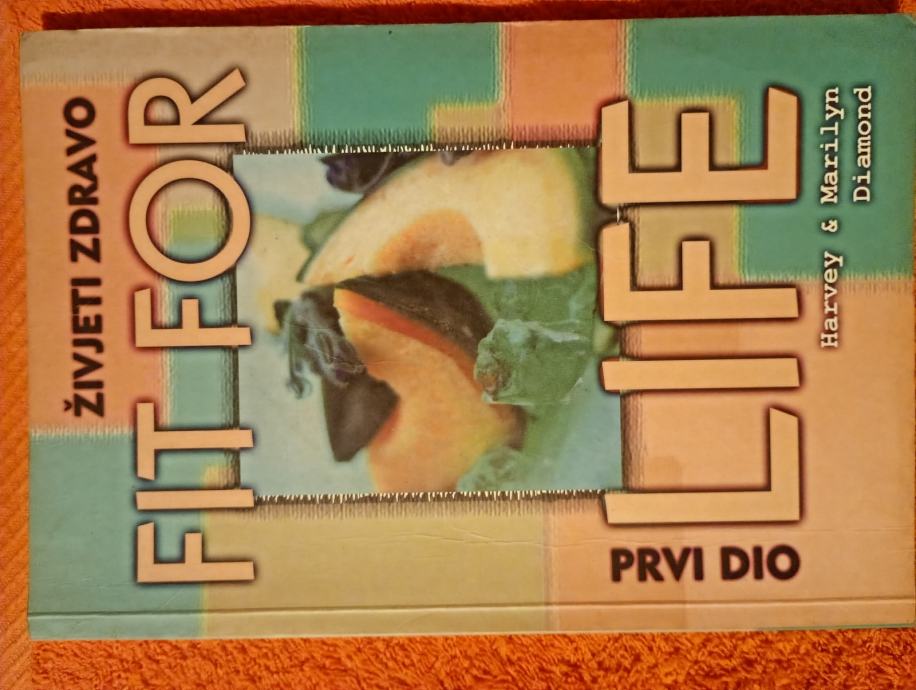 ŽIVJETI ZDRAVO
FIT FOR
LIFE
PRVI DIO
Harvey & Marilyn
Diamond